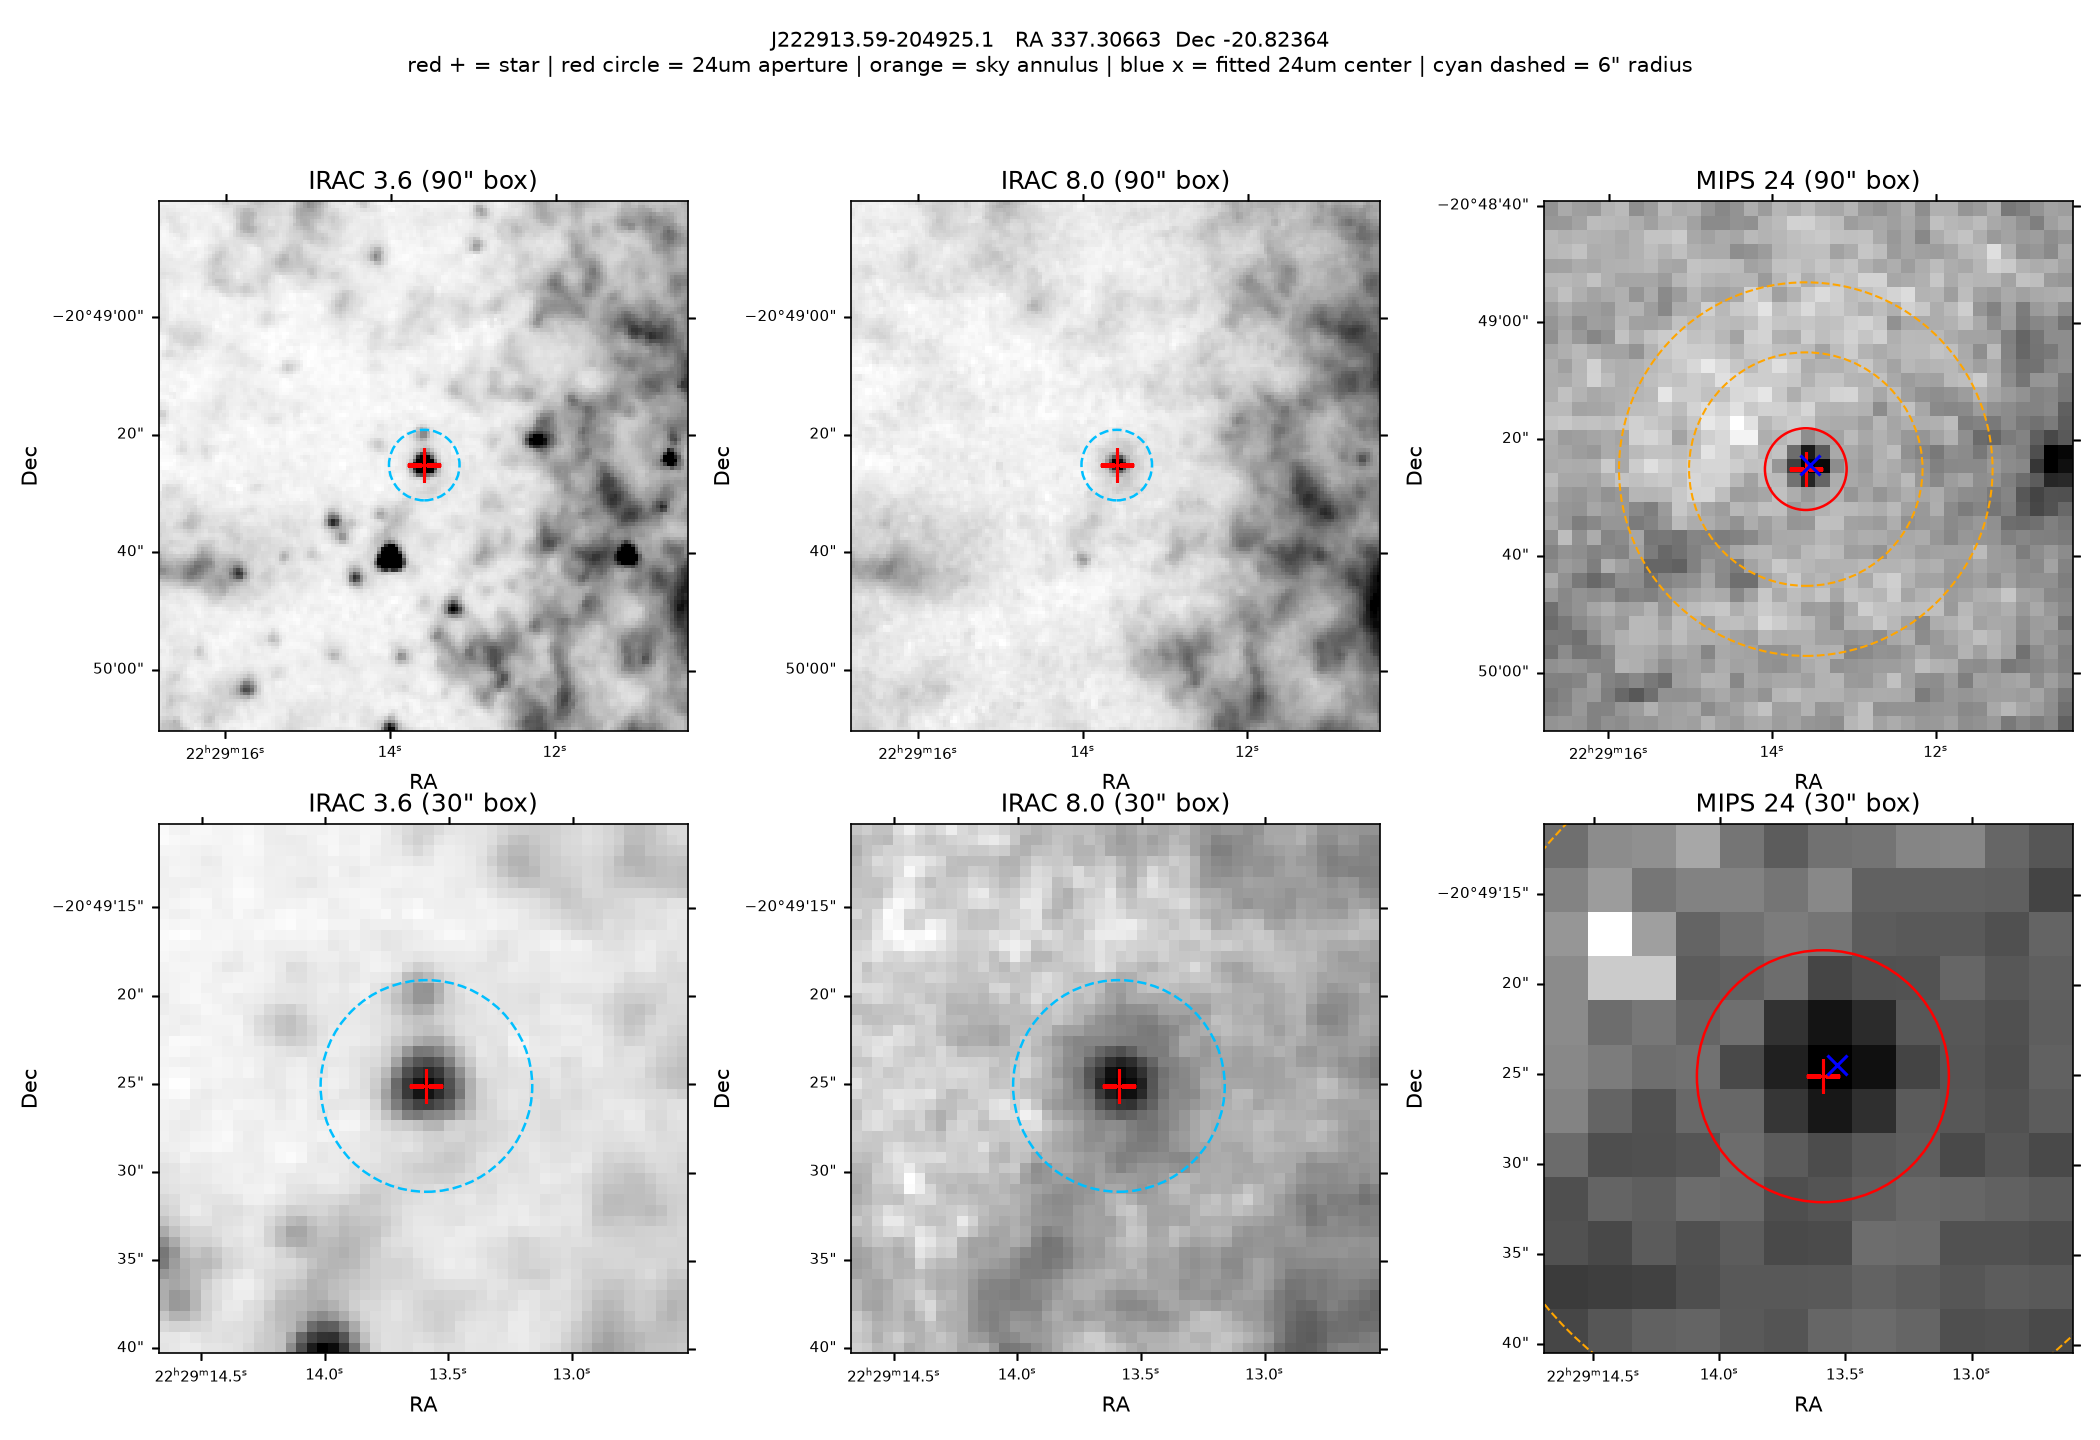 J222913.59-204925.1   RA 337.30663  Dec -20.82364
red + = star | red circle = 24um aperture | orange = sky annulus | blue x = fitted 24um center | cyan dashed = 6" radius
IRAC 3.6 (90" box)
Dec
−20°49'00"
20"
40"
50'00"
22ʰ29ᵐ16ˢ
14ˢ
12ˢ
RA
IRAC 8.0 (90" box)
Dec
−20°49'00"
20"
40"
50'00"
22ʰ29ᵐ16ˢ
14ˢ
12ˢ
RA
MIPS 24 (90" box)
Dec
−20°48'40"
49'00"
20"
40"
50'00"
22ʰ29ᵐ16ˢ
14ˢ
12ˢ
RA
IRAC 3.6 (30" box)
Dec
−20°49'15"
20"
25"
30"
35"
40"
22ʰ29ᵐ14.5ˢ
14.0ˢ
13.5ˢ
13.0ˢ
RA
IRAC 8.0 (30" box)
Dec
−20°49'15"
20"
25"
30"
35"
40"
22ʰ29ᵐ14.5ˢ
14.0ˢ
13.5ˢ
13.0ˢ
RA
MIPS 24 (30" box)
Dec
−20°49'15"
20"
25"
30"
35"
40"
22ʰ29ᵐ14.5ˢ
14.0ˢ
13.5ˢ
13.0ˢ
RA